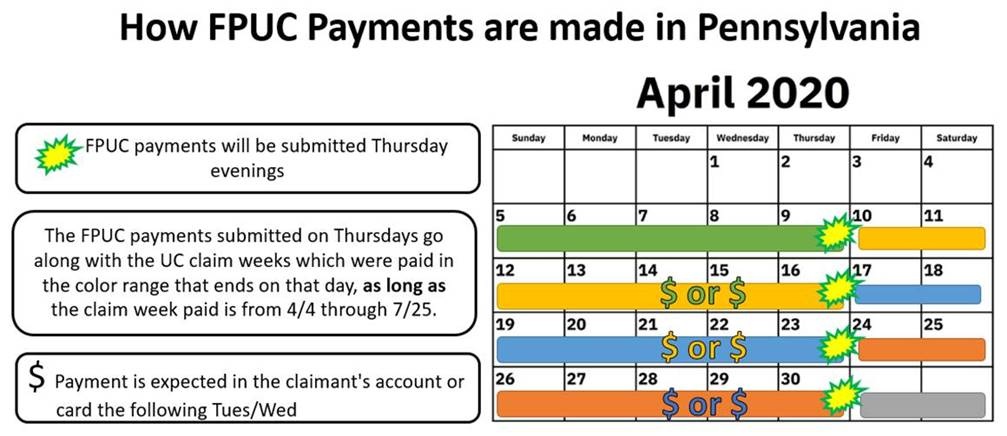 How FPUC Payments are made in Pennsylvania
April 2020
FPUC payments will be submitted Thursday
evenings
The FPUC payments submitted on Thursdays go
along with the UC claim weeks which were paid in
the color range that ends on that day, as long as
the claim week paid is from 4/4 through 7/25.
$ Payment is expected in the claimant's account or
card the following Tues/Wed
Sunday Monday Tuesday Wednesday Thursday Friday Saturday
1 2 3 4
5 6 7 8 9 10 11
12 13 14 15 16 17 18
$ or $
19 20 21 22 23 24 25
$ or $
26 27 28 29 30
$ or $